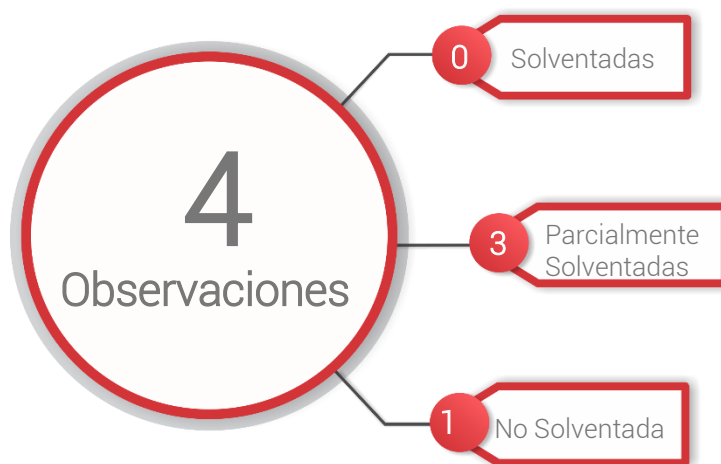 4
Observaciones
0
Solventadas
3
Parcialmente
Solventadas
1
No Solventada